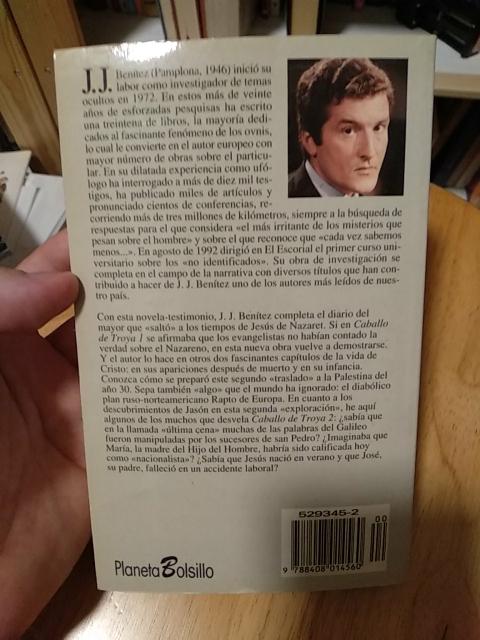 J.J. Benítez (Pamplona, 1946) inició su
labor como investigador de temas
ocultos en 1972. En estos más de veinte
años de esforzadas pesquisas ha escrito
una treintena de libros, la mayoría dedi-
cados al fascinante fenómeno de los ovnis,
lo cual le convierte en el autor europeo con
mayor número de obras sobre el particu-
lar. En su dilatada experiencia como ufó-
logo ha interrogado a más de diez mil tes-
tigos, ha publicado miles de artículos y
pronunciado cientos de conferencias, re-
corriendo más de tres millones de kilómetros, siempre a la búsqueda de
respuestas para el que considera «el más irritante de los misterios que
pesan sobre el hombre» y sobre el que reconoce que «cada vez sabemos
menos...». En agosto de 1992 dirigió en El Escorial el primer curso uni-
versitario sobre los «no identificados». Su obra de investigación se
completa en el campo de la narrativa con diversos títulos que han con-
tribuido a hacer de J. J. Benítez uno de los autores más leídos de nues-
tro país.
Con esta novela-testimonio, J. J. Benítez completa el diario del
mayor que «saltó» a los tiempos de Jesús de Nazaret. Si en Caballo
de Troya 1 se afirmaba que los evangelistas no habían contado la
verdad sobre el Nazareno, en esta nueva obra vuelve a demostrarse.
Y el autor lo hace en otros dos fascinantes capítulos de la vida de
Cristo: en sus apariciones después de muerto y en su infancia.
Conozca cómo se preparó este segundo «traslado» a la Palestina del
año 30. Sepa también «algo» que el mundo ha ignorado: el diabólico
plan ruso-norteamericano Rapto de Europa. En cuanto a los
descubrimientos de Jasón en esta segunda «exploración», he aquí
algunos de los muchos que desvela Caballo de Troya 2: ¿sabía que
en la llamada «última cena» muchas de las palabras del Galileo
fueron manipuladas por los sucesores de san Pedro? ¿Imaginaba que
María, la madre del Hijo del Hombre, habría sido calificada hoy
como «nacionalista»? ¿Sabía que Jesús nació en verano y que José,
su padre, falleció en un accidente laboral?
529345-2
00
9 788408 014560
Planeta Bolsillo